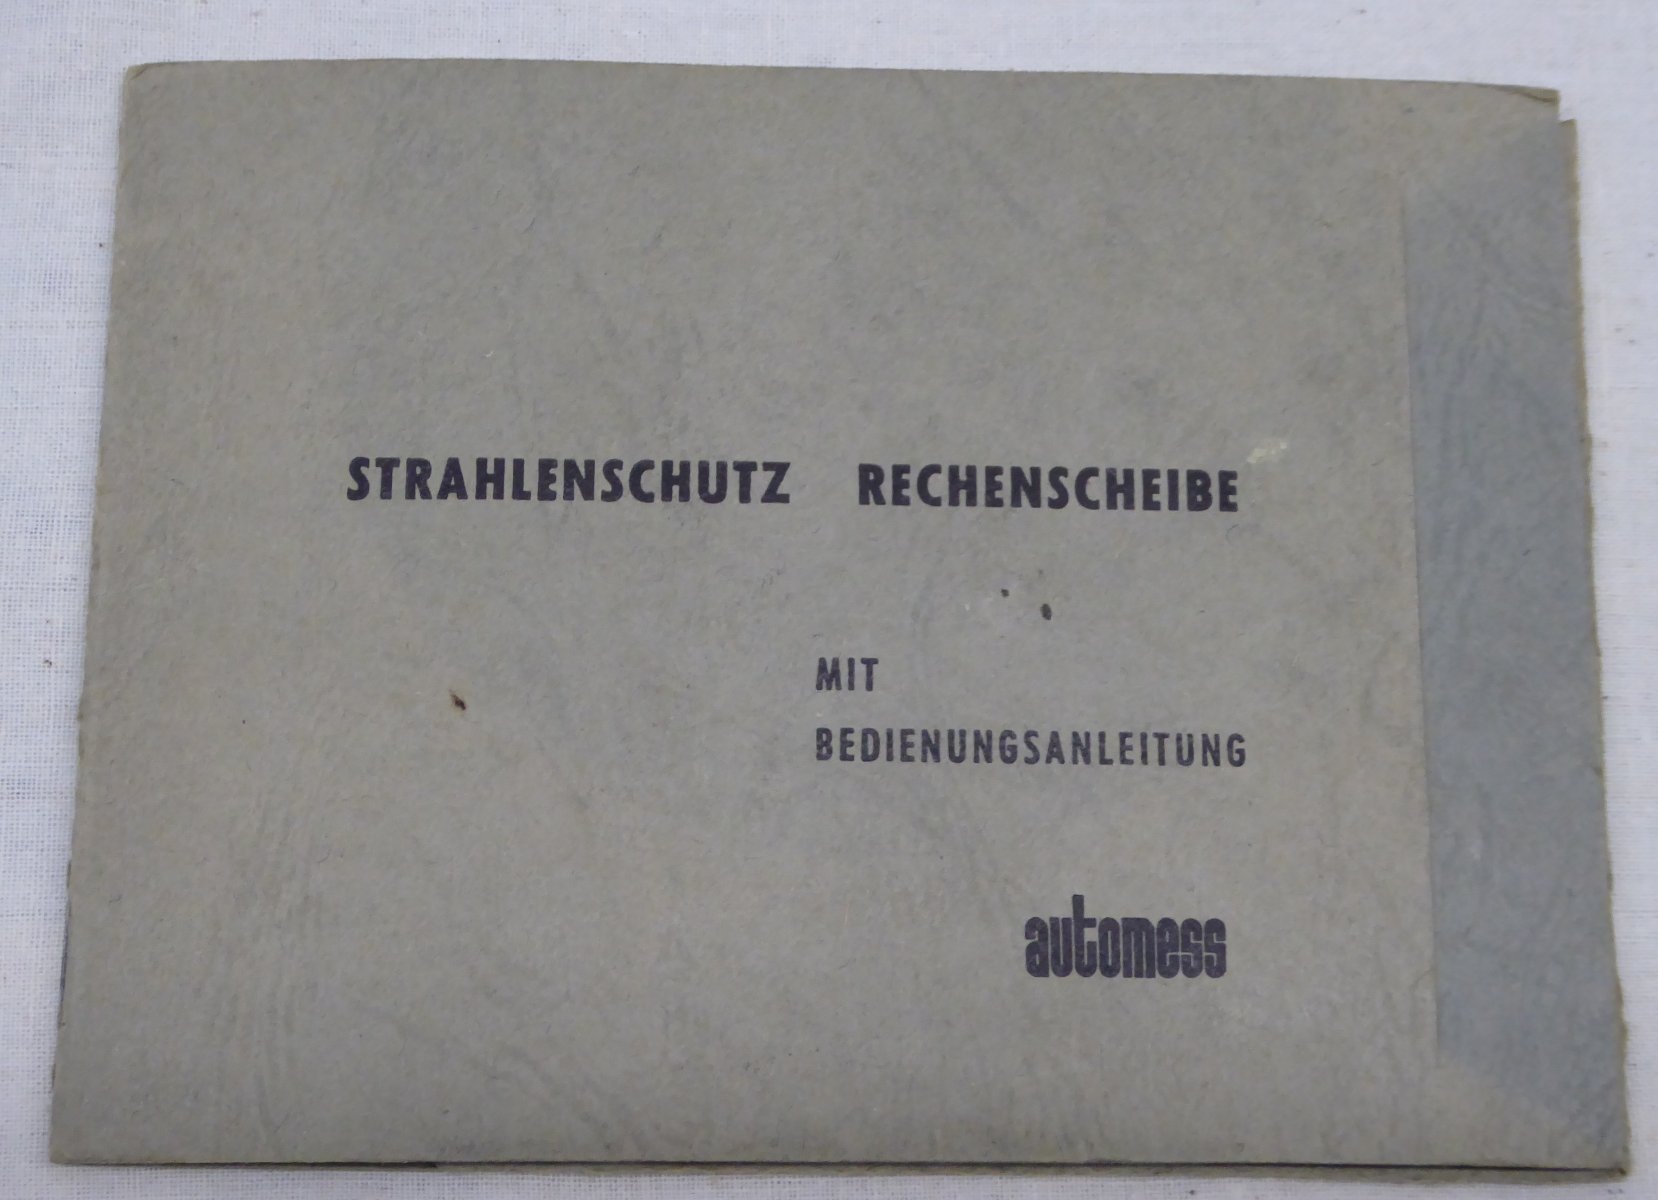 STRAHLENSCHUTZ RECHENSCHEIBE
MIT
BEDIENUNGSANLEITUNG
automess